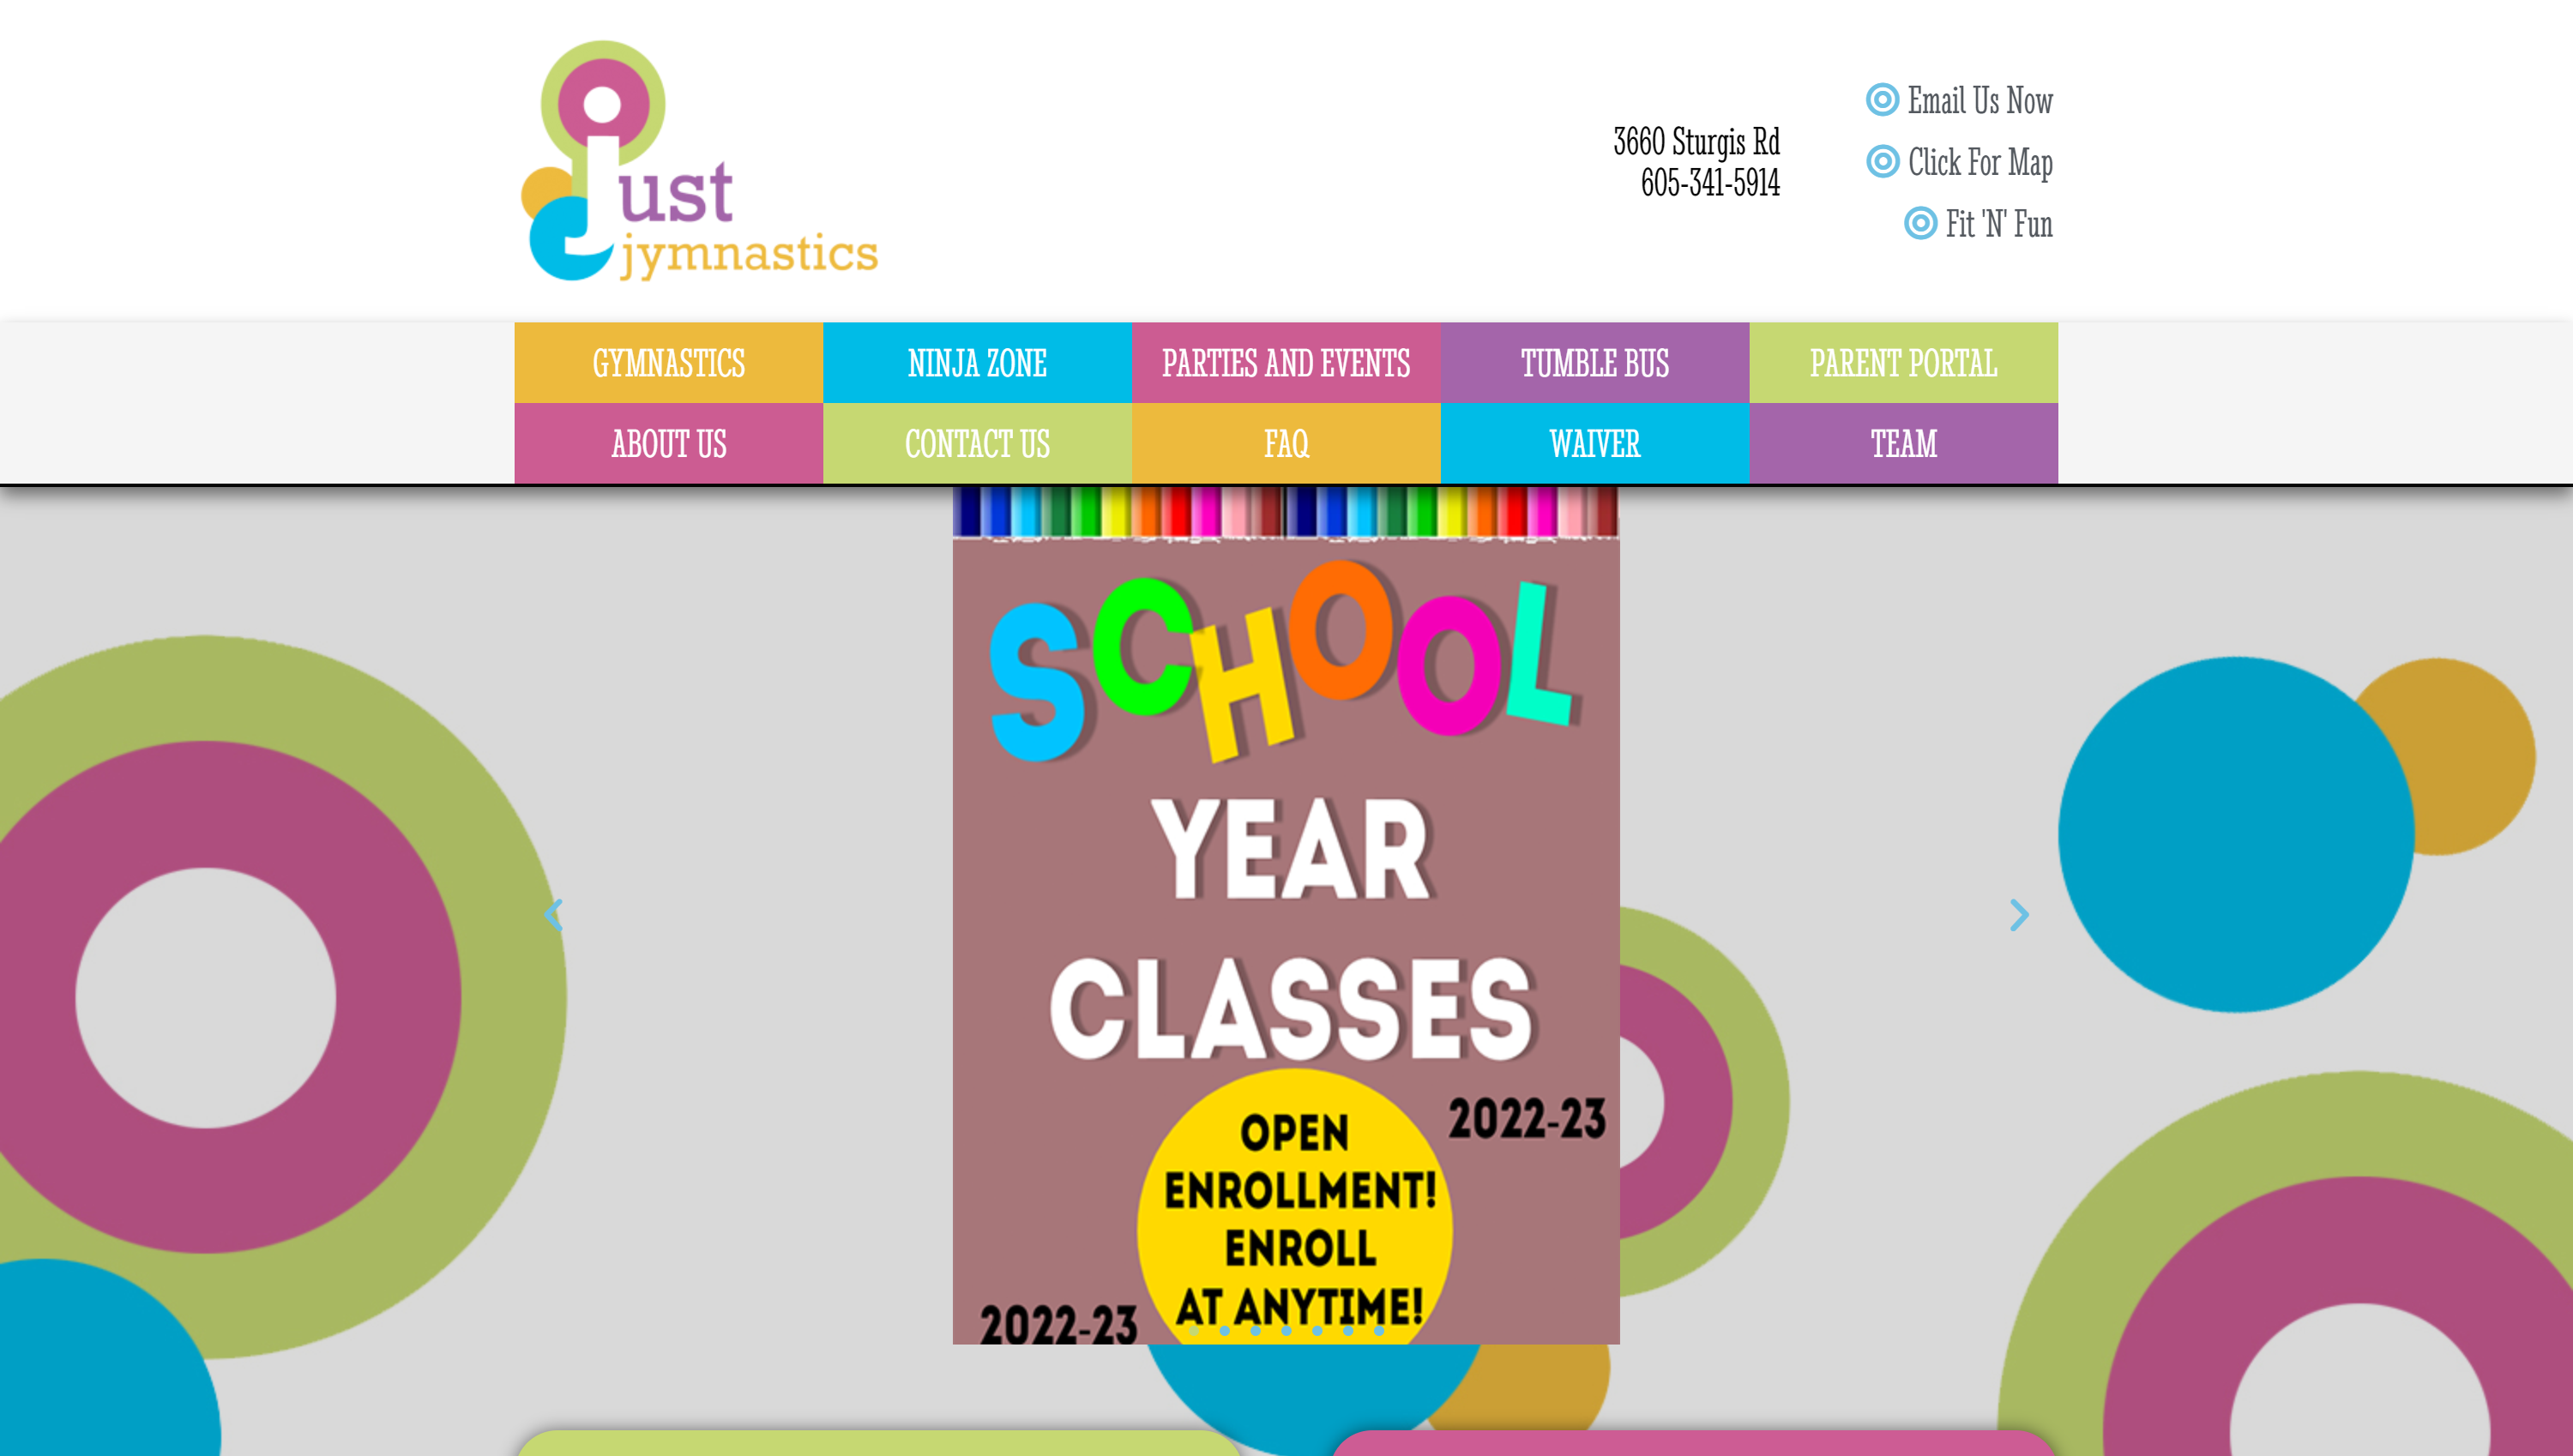 just
jymnastics
3660 Sturgis Rd
605-341-5914
Email Us Now
Click For Map
Fit 'N' Fun
GYMNASTICS
NINJA ZONE
PARTIES AND EVENTS
TUMBLE BUS
PARENT PORTAL
ABOUT US
CONTACT US
FAQ
WAIVER
TEAM
SCHOOL
YEAR
CLASSES
2022-23
OPEN
ENROLLMENT!
ENROLL
AT ANYTIME!
2022-23